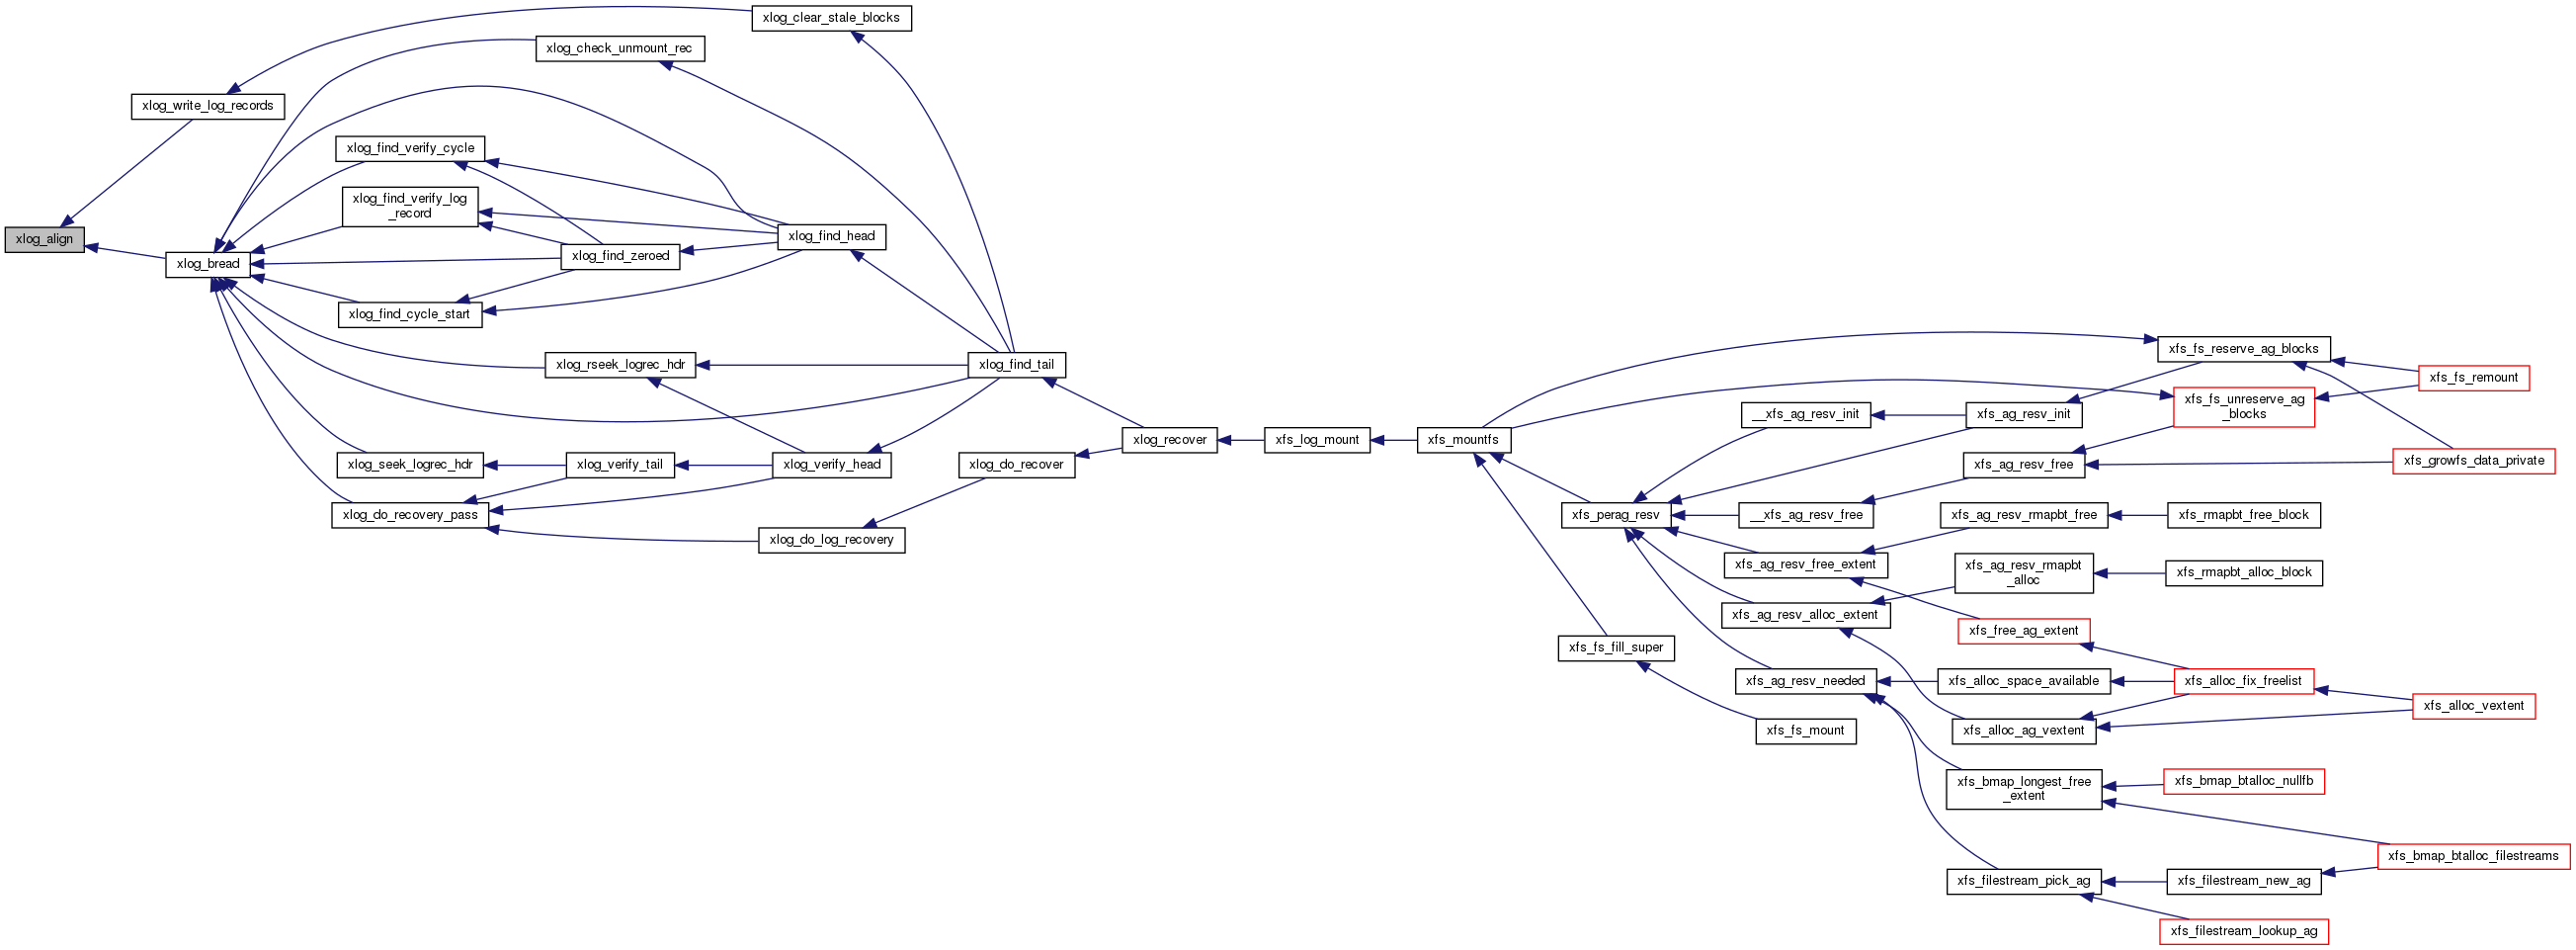 xlog_align
xlog_write_log_records
xlog_bread
xlog_find_verify_cycle
xlog_find_verify_log
_record
xlog_find_cycle_start
xlog_seek_logrec_hdr
xlog_do_recovery_pass
xlog_check_unmount_rec
xlog_find_zeroed
xlog_rseek_logrec_hdr
xlog_verify_tail
xlog_clear_stale_blocks
xlog_find_head
xlog_verify_head
xlog_do_log_recovery
xlog_find_tail
xlog_do_recover
xlog_recover
xfs_log_mount
xfs_mountfs
xfs_perag_resv
xfs_fs_fill_super
__xfs_ag_resv_init
__xfs_ag_resv_free
xfs_ag_resv_free_extent
xfs_ag_resv_alloc_extent
xfs_ag_resv_needed
xfs_fs_mount
xfs_ag_resv_init
xfs_ag_resv_free
xfs_ag_resv_rmapbt_free
xfs_ag_resv_rmapbt
_alloc
xfs_free_ag_extent
xfs_alloc_space_available
xfs_alloc_ag_vextent
xfs_bmap_longest_free
_extent
xfs_filestream_pick_ag
xfs_fs_reserve_ag_blocks
xfs_fs_unreserve_ag
_blocks
xfs_rmapbt_free_block
xfs_rmapbt_alloc_block
xfs_alloc_fix_freelist
xfs_bmap_btalloc_nullfb
xfs_filestream_new_ag
xfs_filestream_lookup_ag
xfs_fs_remount
xfs_growfs_data_private
xfs_alloc_vextent
xfs_bmap_btalloc_filestreams